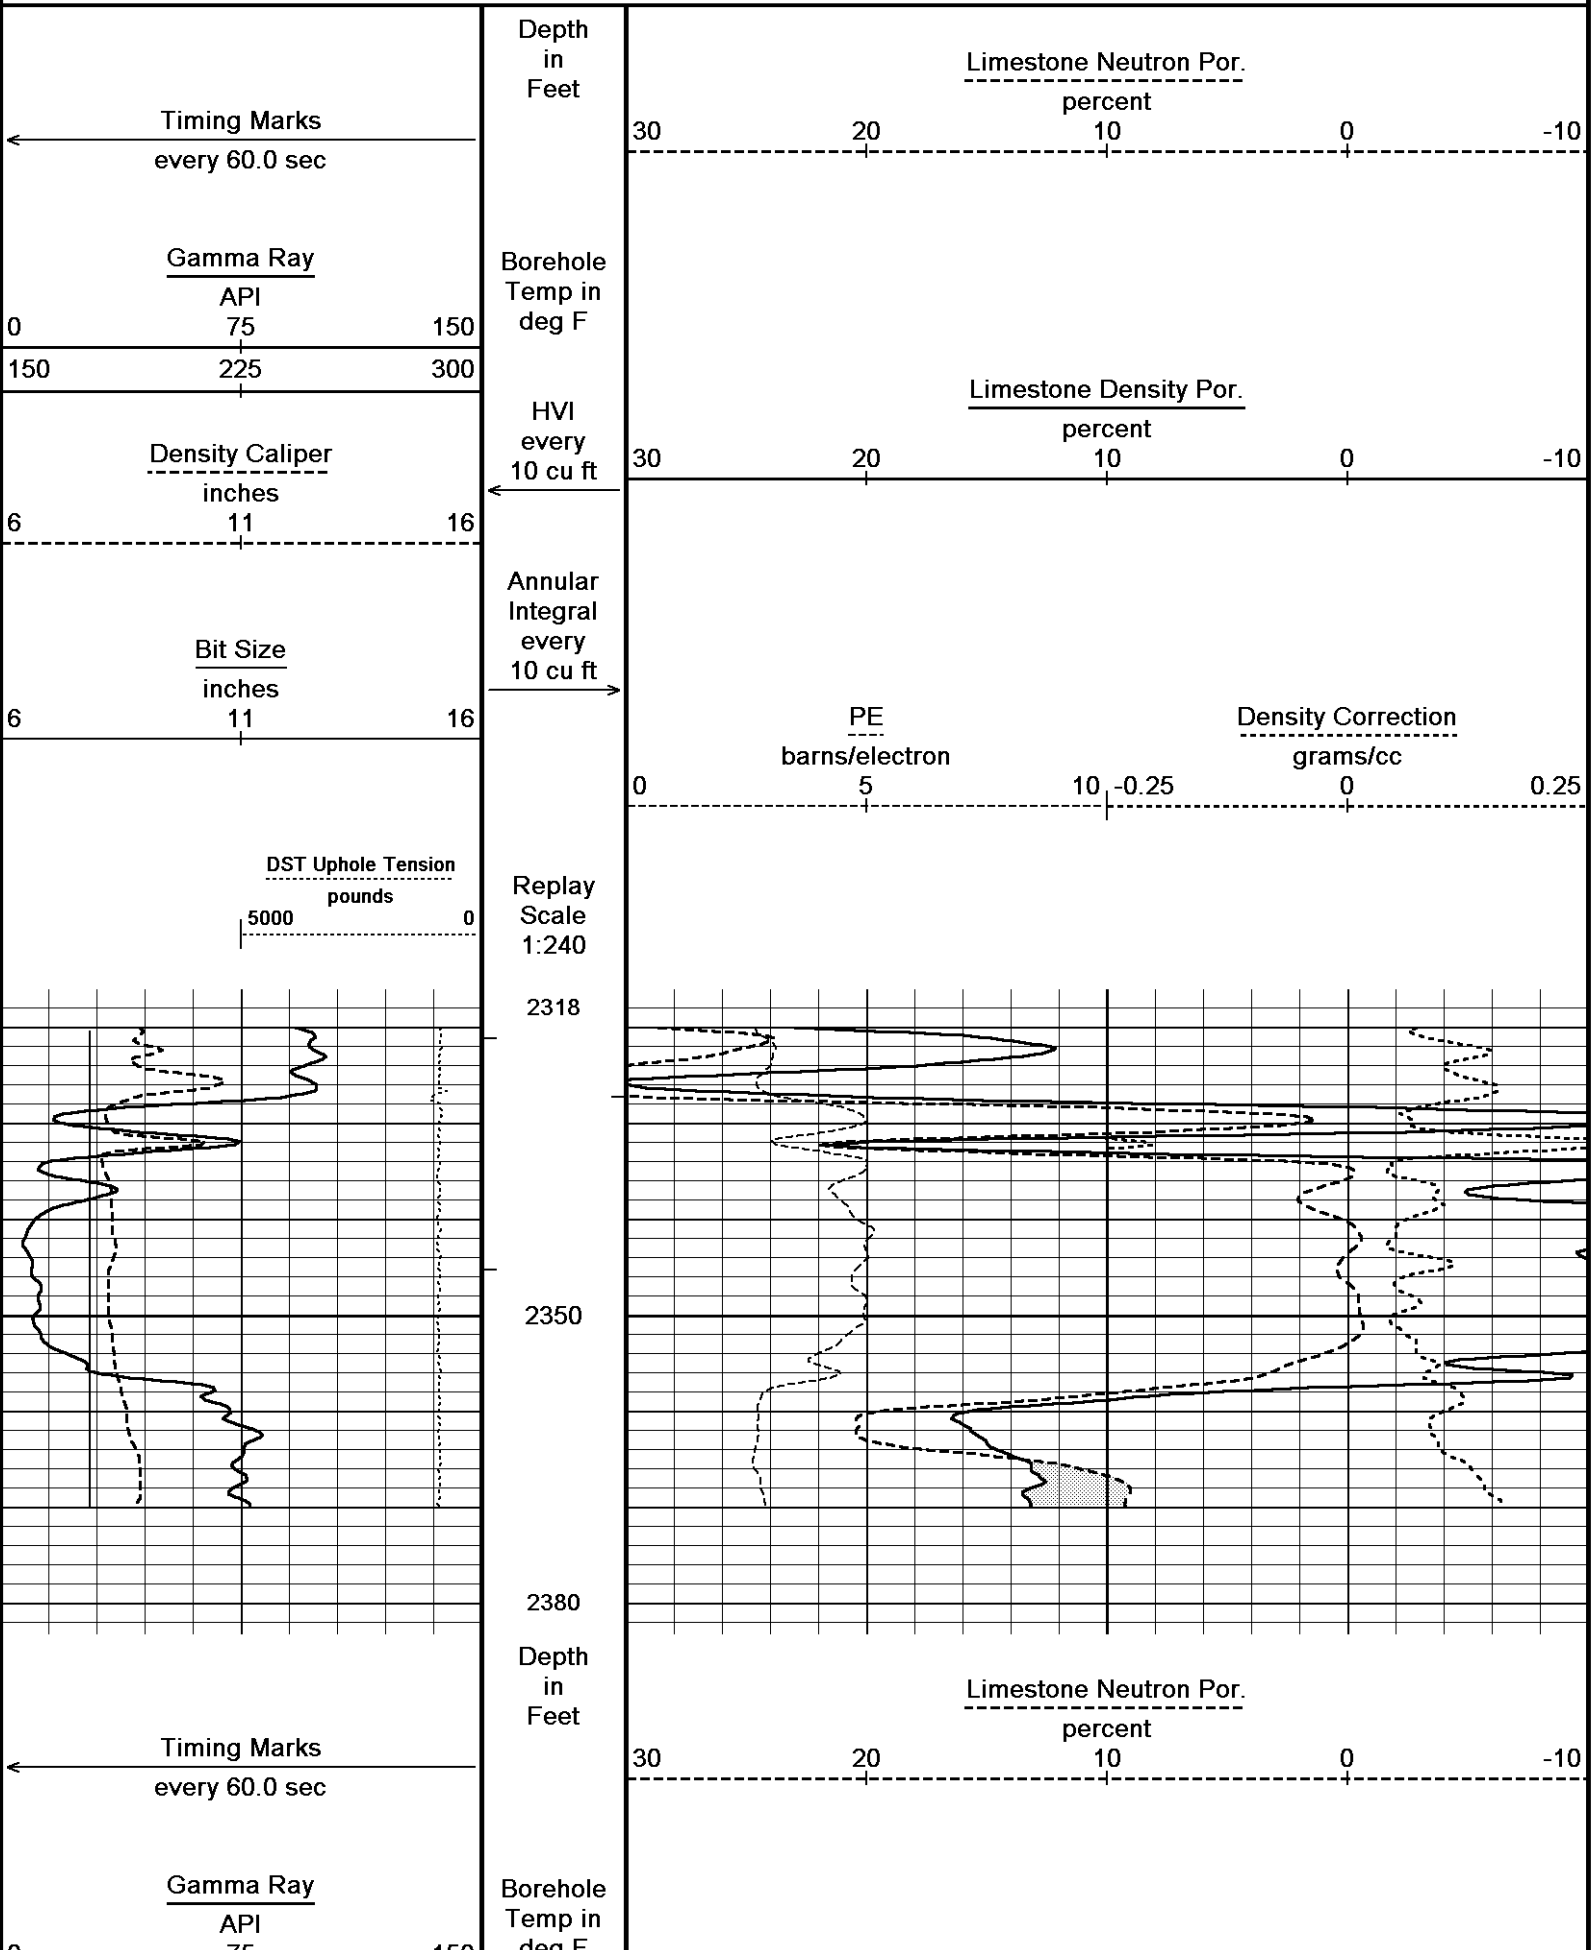 Timing Marks
every 60.0 sec
Gamma Ray
API
0 75 150
150 225 300
Density Caliper
inches
6 11 16
Bit Size
inches
6 11 16
DST Uphole Tension
pounds
5000 0
Depth
in
Feet
Borehole
Temp in
deg F
HVI
every
10 cu ft
Annular
Integral
every
10 cu ft
Replay
Scale
1:240
Limestone Neutron Por.
percent
30 20 10 0 -10
Limestone Density Por.
percent
30 20 10 0 -10
PE
barns/electron
0 5 10
Density Correction
grams/cc
-0.25 0 0.25
2318
2350
2380
Timing Marks
every 60.0 sec
Gamma Ray
API
0 75 150
Depth
in
Feet
Borehole
Temp in
deg F
Limestone Neutron Por.
percent
30 20 10 0 -10